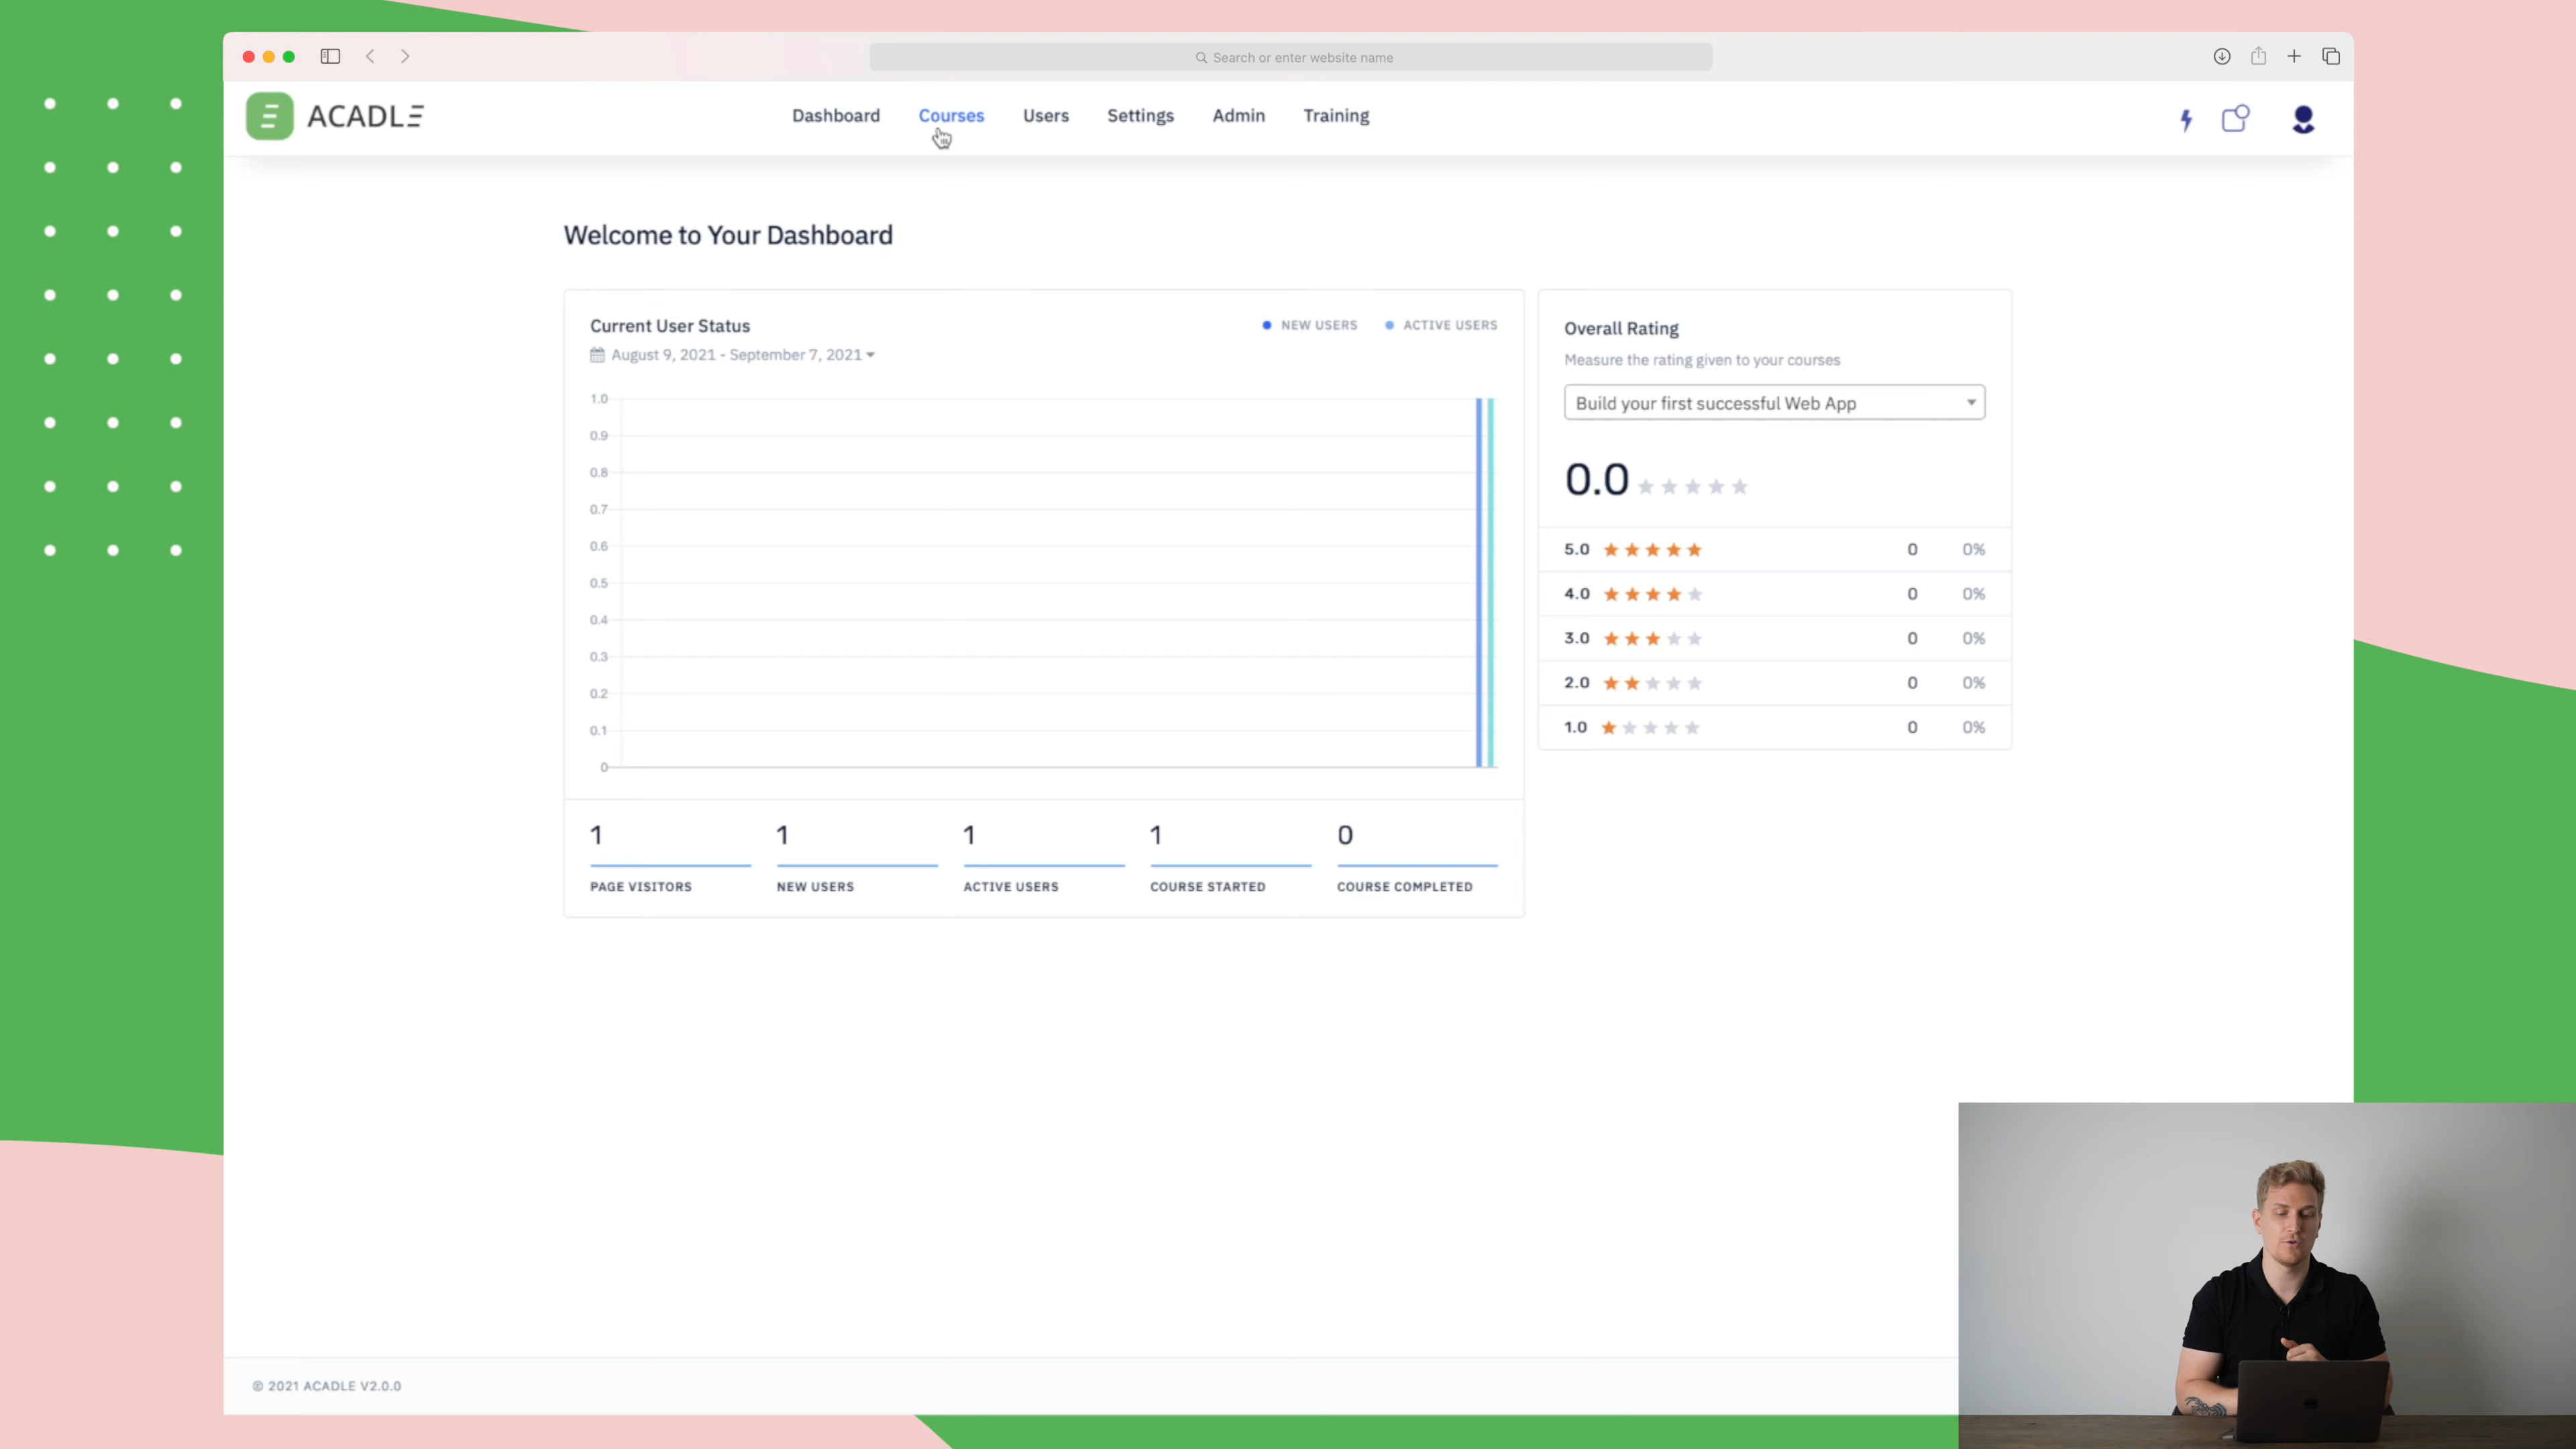 Search or enter website name
ACADLE
Dashboard Courses Users Settings Admin Training
Welcome to Your Dashboard
Current User Status
NEW USERS ACTIVE USERS
August 9, 2021 - September 7, 2021
1.0
0.9
0.8
0.7
0.6
0.5
0.4
0.3
0.2
0.1
0
1 1 1 1 0
PAGE VISITORS NEW USERS ACTIVE USERS COURSE STARTED COURSE COMPLETED
Overall Rating
Measure the rating given to your courses
Build your first successful Web App
0.0
5.0 0 0%
4.0 0 0%
3.0 0 0%
2.0 0 0%
1.0 0 0%
© 2021 ACADLE V2.0.0